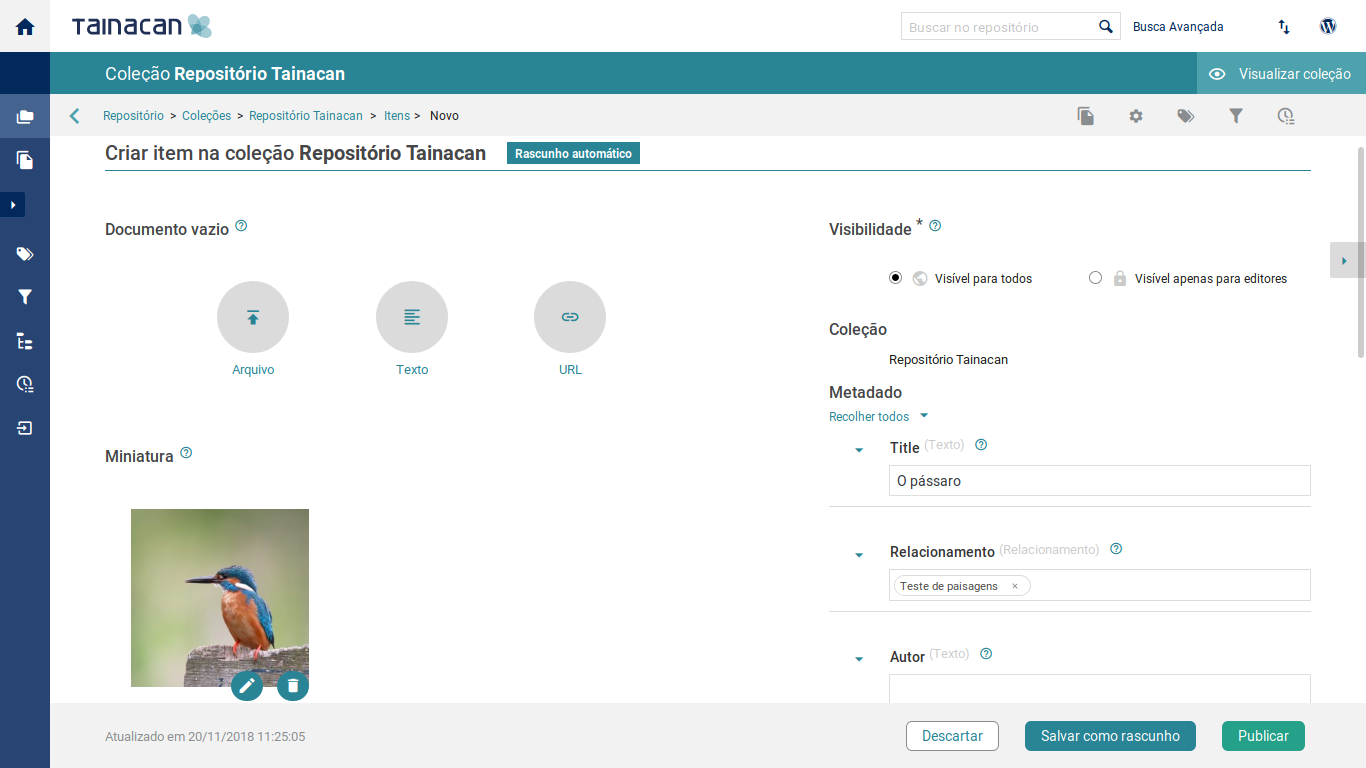 TAINACAN
Buscar no repositório
Busca Avançada
Coleção Repositório Tainacan
Visualizar coleção
Repositório > Coleções > Repositório Tainacan > Itens > Novo
Criar item na coleção Repositório Tainacan
Rascunho automático
Documento vazio
Arquivo
Texto
URL
Miniatura
Visibilidade *
Visível para todos
Visível apenas para editores
Coleção
Repositório Tainacan
Metadado
Recolher todos
Title (Texto)
O pássaro
Relacionamento (Relacionamento)
Teste de paisagens ×
Autor (Texto)
Atualizado em 20/11/2018 11:25:05
Descartar
Salvar como rascunho
Publicar